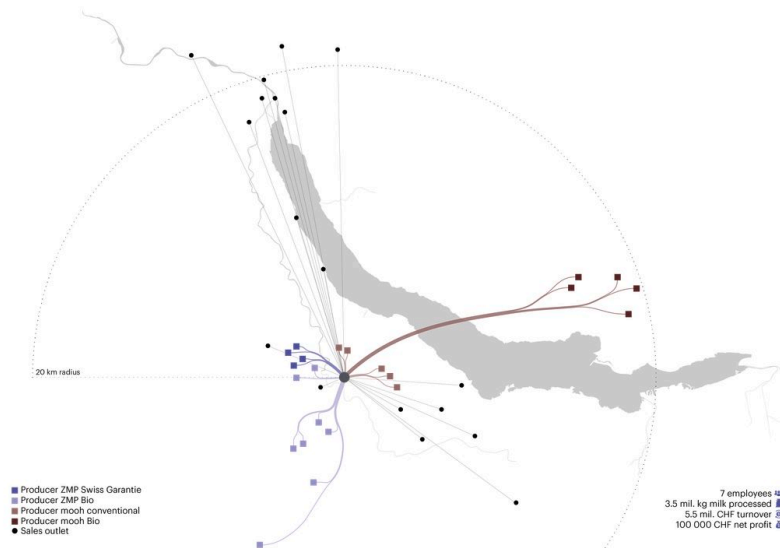 20 km radius
Producer ZMP Swiss Garantie
Producer ZMP Bio
Producer mooh conventional
Producer mooh Bio
Sales outlet
7 employees
3.5 mil. kg milk processed
5.5 mil. CHF turnover
100 000 CHF net profit